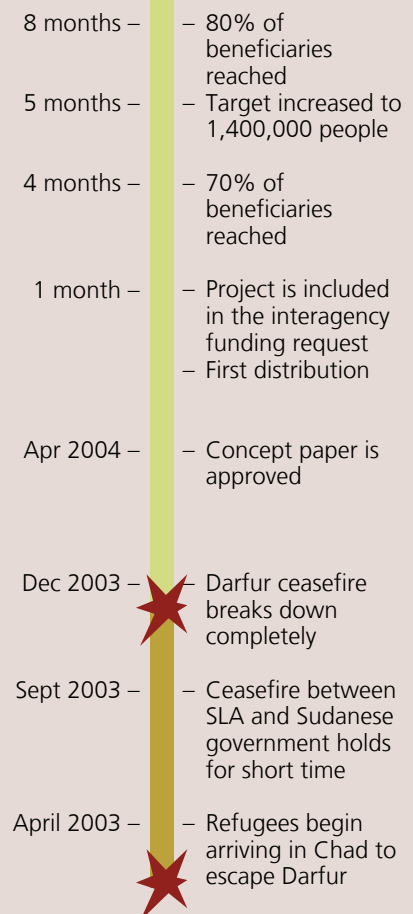 8 months – – 80% of
beneficiaries
reached
5 months – – Target increased to
1,400,000 people
4 months – – 70% of
beneficiaries
reached
1 month – – Project is included
in the interagency
funding request
– First distribution
Apr 2004 – – Concept paper is
approved
Dec 2003 – – Darfur ceasefire
breaks down
completely
Sept 2003 – – Ceasefire between
SLA and Sudanese
government holds
for short time
April 2003 – – Refugees begin
arriving in Chad to
escape Darfur